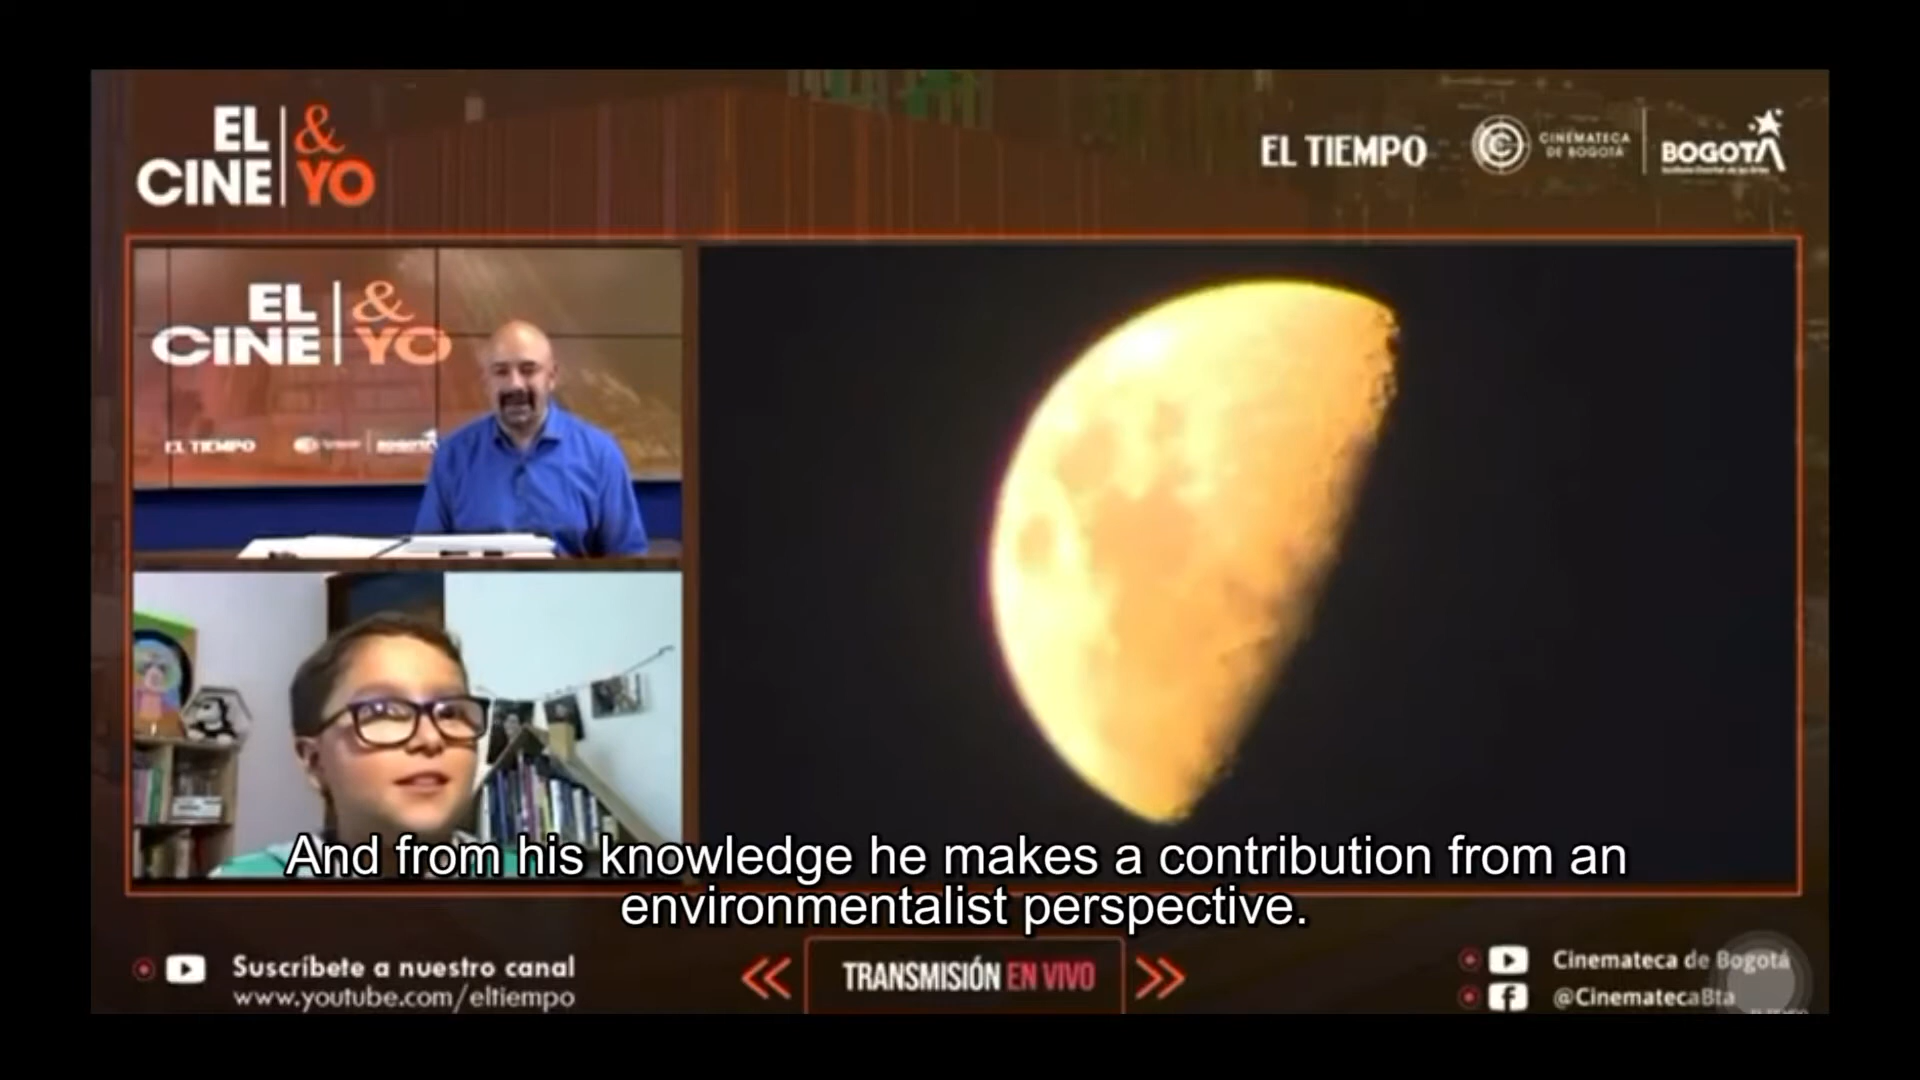 EL & CINE YO
EL TIEMPO
CINEMATECA DE BOGOTÁ
BOGOTÁ
EL & CINE YO
EL TIEMPO
BOGOTÁ
And from his knowledge he makes a contribution from an
environmentalist perspective.
Suscríbete a nuestro canal
www.youtube.com/eltiempo
TRANSMISIÓN EN VIVO
Cinemateca de Bogotá
@CinematecaBta